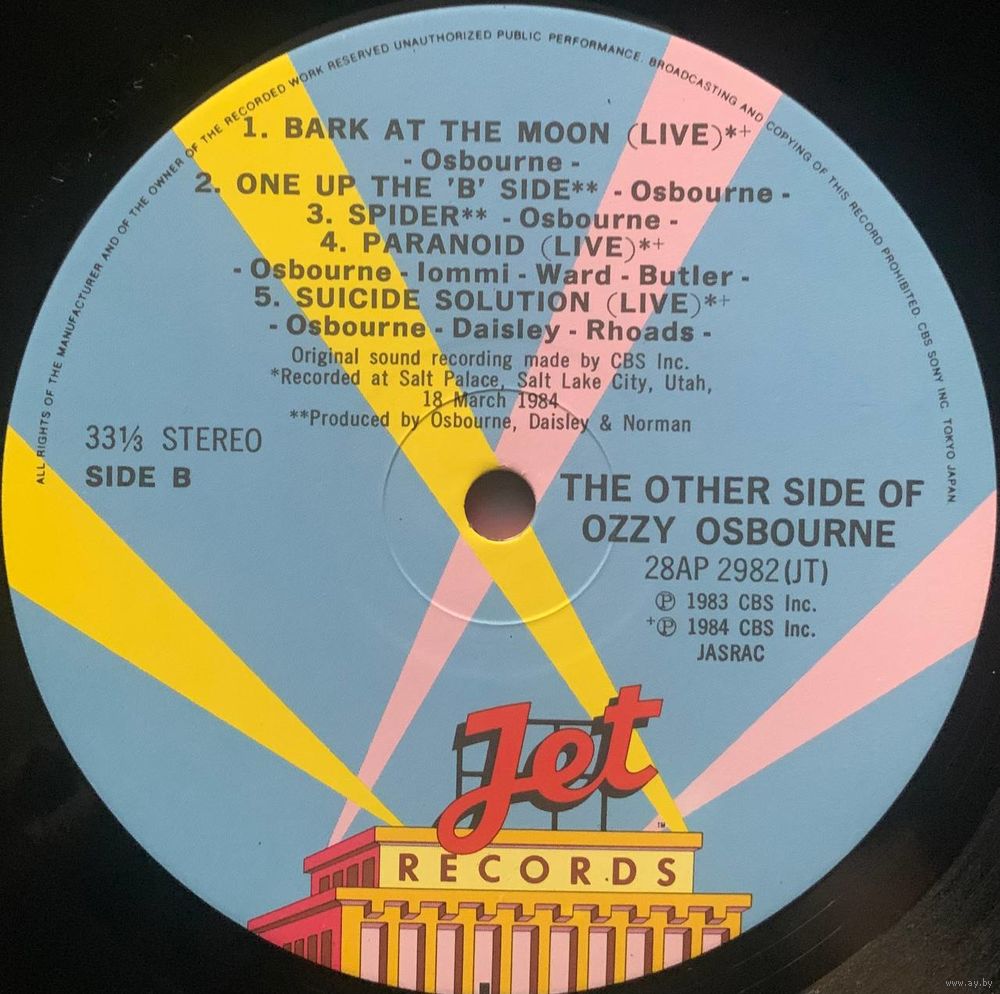 ALL RIGHTS OF THE MANUFACTURER AND OF THE OWNER OF THE RECORDED WORK RESERVED UNAUTHORIZED PUBLIC PERFORMANCE. BROADCASTING AND COPYING OF THIS RECORD PROHIBITED CBS SONY INC. TOKYO JAPAN.
1. BARK AT THE MOON (LIVE)*+
- Osbourne -
2. ONE UP THE 'B' SIDE** - Osbourne -
3. SPIDER** - Osbourne -
4. PARANOID (LIVE)*+
- Osbourne - Iommi - Ward - Butler -
5. SUICIDE SOLUTION (LIVE)*+
- Osbourne - Daisley - Rhoads -
Original sound recording made by CBS Inc.
*Recorded at Salt Palace, Salt Lake City, Utah,
18 March 1984
**Produced by Osbourne, Daisley & Norman
33⅓ STEREO
SIDE B
THE OTHER SIDE OF
OZZY OSBOURNE
28AP 2982(JT)
℗ 1983 CBS Inc.
+℗ 1984 CBS Inc.
JASRAC
Jet
TM
RECORDS
www.ay.by